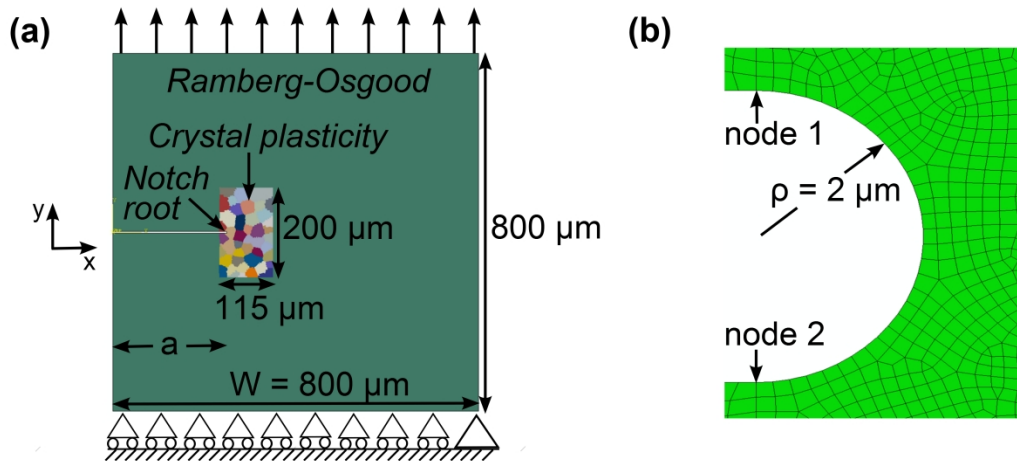 (a)
Ramberg-Osgood
Crystal plasticity
Notch
root
y
x
200 μm
800 μm
115 μm
a
W = 800 μm
(b)
node 1
ρ = 2 μm
node 2